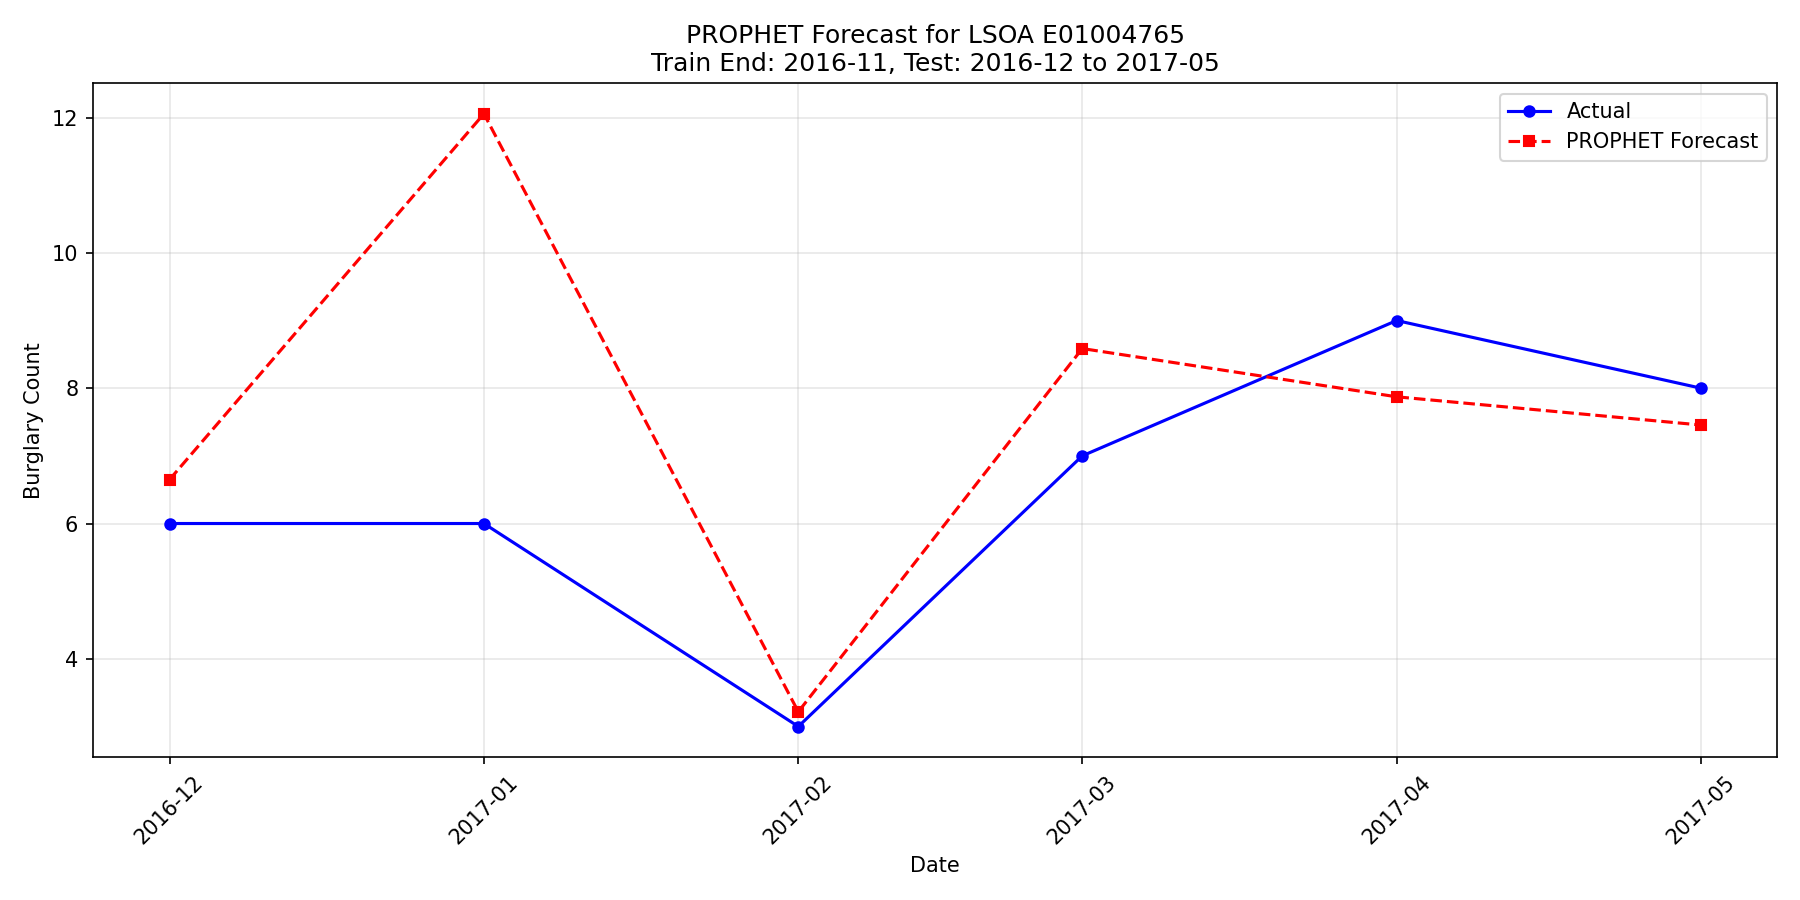 PROPHET Forecast for LSOA E01004765
Train End: 2016-11, Test: 2016-12 to 2017-05
Actual
PROPHET Forecast
Burglary Count
12
10
8
6
4
2016-12
2017-01
2017-02
2017-03
2017-04
2017-05
Date